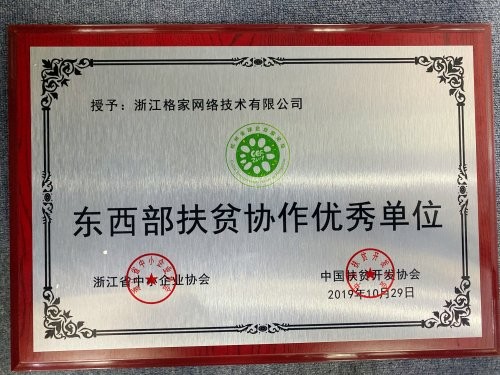 授予：浙江格家网络技术有限公司
东西部扶贫协作优秀单位
浙江省中小企业协会
中国扶贫开发协会
2019年10月29日